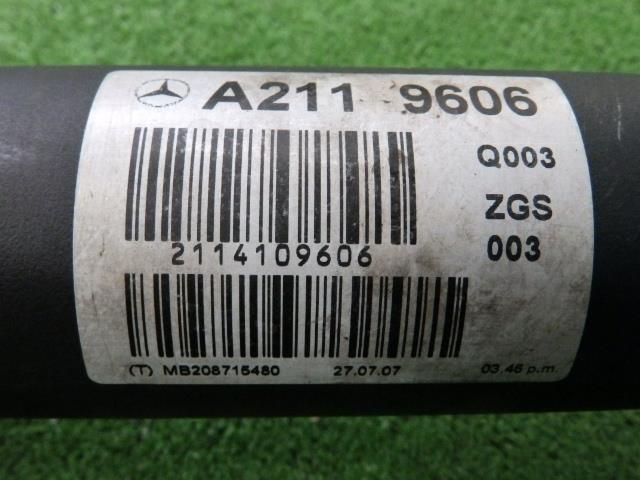 A211 9606
Q003
ZGS
003
2114109606
(T) MB208715480 27.07.07 03.46 p.m.